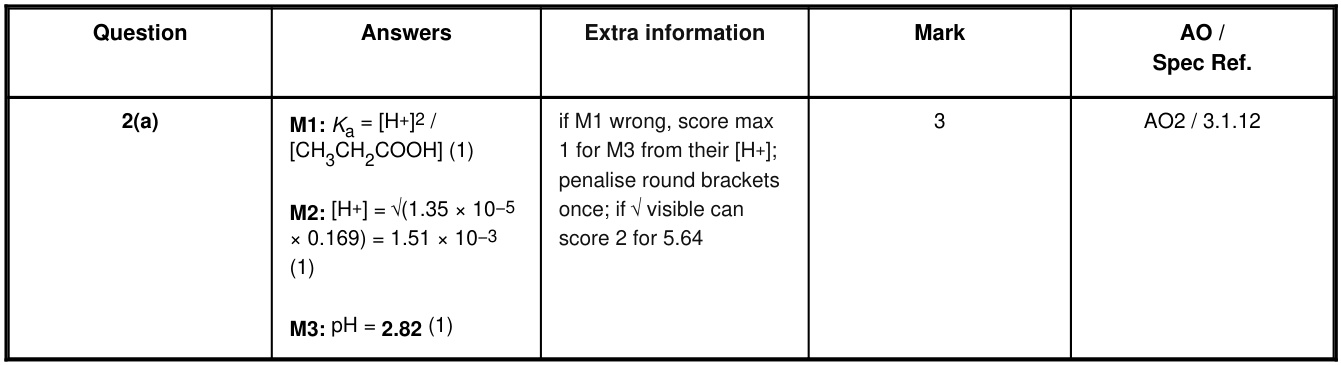 Question Answers Extra information Mark AO /
Spec Ref.
2(a) M1: Kₐ = [H⁺]² / if M1 wrong, score max 3 AO2 / 3.1.12
[CH₃CH₂COOH] (1) 1 for M3 from their [H⁺];
penalise round brackets
M2: [H⁺] = √(1.35 × 10⁻⁵ once; if √ visible can
× 0.169) = 1.51 × 10⁻³ score 2 for 5.64
(1)
M3: pH = 2.82 (1)